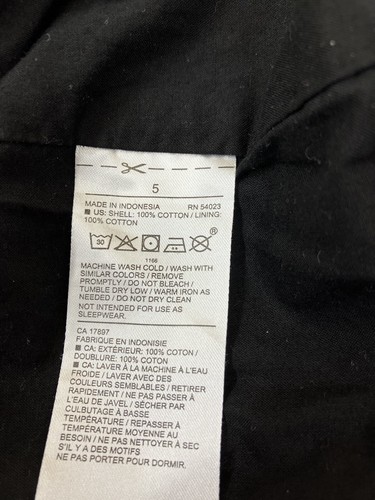 5
MADE IN INDONESIA RN 54023
US: SHELL: 100% COTTON / LINING:
100% COTTON
30
®
1166
MACHINE WASH COLD / WASH WITH
SIMILAR COLORS / REMOVE
PROMPTLY / DO NOT BLEACH /
TUMBLE DRY LOW / WARM IRON AS
NEEDED / DO NOT DRY CLEAN
NOT INTENDED FOR USE AS
SLEEPWEAR.
CA 17897
FABRIQUE EN INDONISIE
CA: EXTÉRIEUR: 100% COTON /
DOUBLURE: 100% COTON
CA: LAVER À LA MACHINE À L'EAU
FROIDE / LAVER AVEC DES
COULEURS SEMBLABLES / RETIRER
RAPIDEMENT / NE PAS PASSER À
L'EAU DE JAVEL / SÉCHER PAR
CULBUTAGE À BASSE
TEMPÉRATURE / REPASSER À
TEMPÉRATURE MOYENNE AU
BESOIN / NE PAS NETTOYER À SEC
S'IL Y A DES MOTIFS
NE PAS PORTER POUR DORMIR.